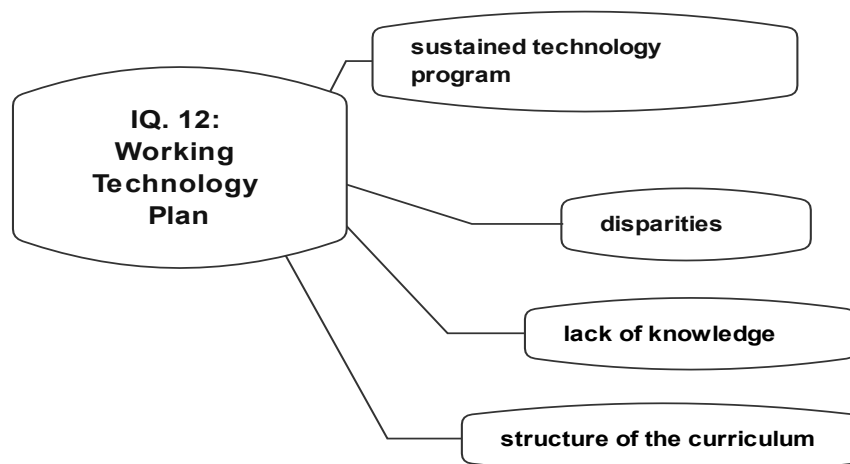 IQ. 12:
Working
Technology
Plan
sustained technology
program
disparities
lack of knowledge
structure of the curriculum